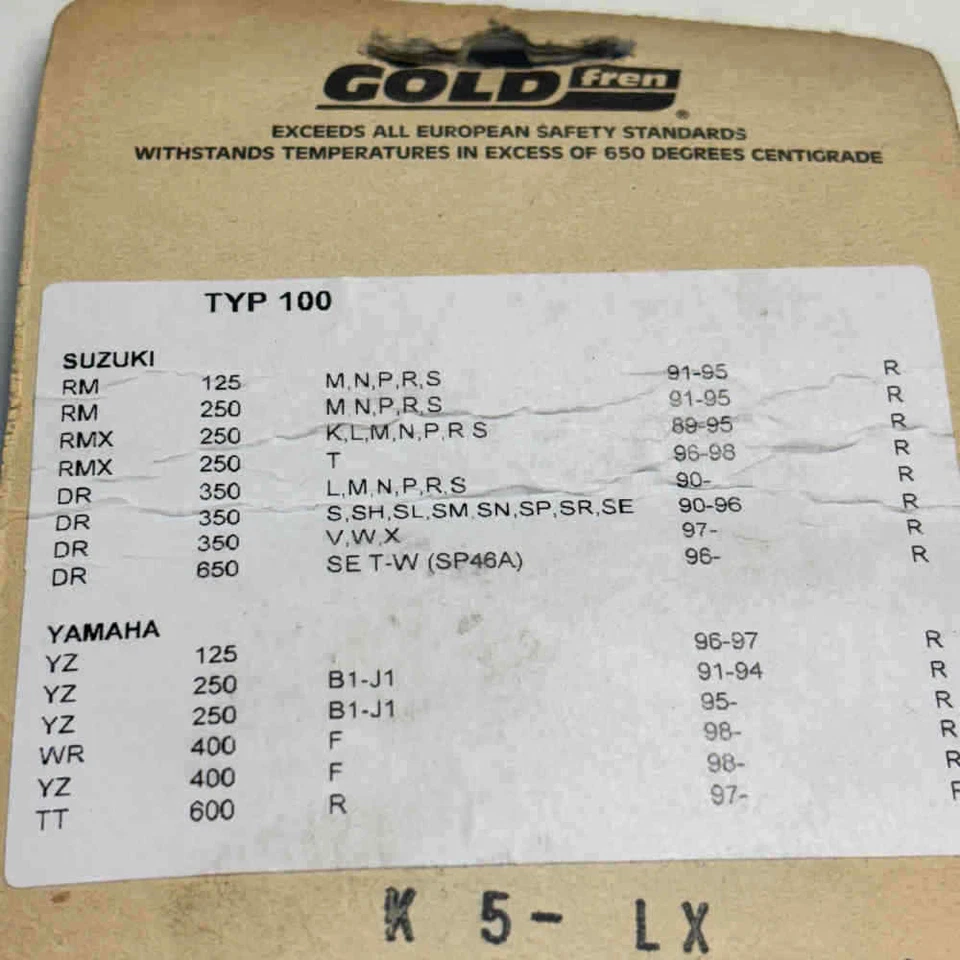 GOLD fren ®
EXCEEDS ALL EUROPEAN SAFETY STANDARDS
WITHSTANDS TEMPERATURES IN EXCESS OF 650 DEGREES CENTIGRADE
TYP 100
SUZUKI
RM 125 M,N,P,R,S 91-95 R
RM 250 M N,P,R,S 91-95 R
RMX 250 K,L,M,N,P,R S 89-95 R
RMX 250 T 96-98 R
DR 350 L,M,N,P,R,S 90- R
DR 350 S,SH,SL,SM,SN,SP,SR,SE 90-96 R
DR 350 V,W,X 97- R
DR 650 SE T-W (SP46A) 96- R
YAMAHA
YZ 125 96-97 R
YZ 250 B1-J1 91-94 R
YZ 250 B1-J1 95- R
WR 400 F 98- R
YZ 400 F 98- R
TT 600 R 97-
K 5- LX